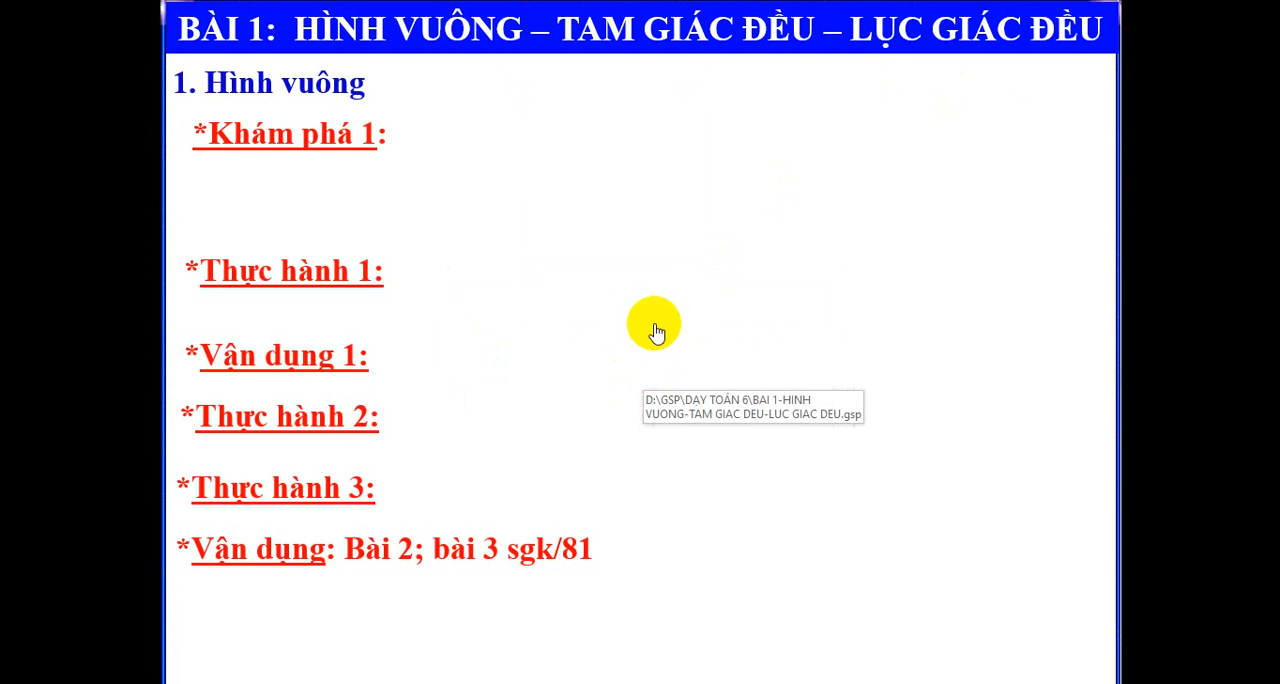 BÀI 1: HÌNH VUÔNG – TAM GIÁC ĐỀU – LỤC GIÁC ĐỀU
1. Hình vuông
*Khám phá 1:
*Thực hành 1:
*Vận dụng 1:
D:\GSP\DẠY TOÁN 6\BAI 1-HINH
VUONG-TAM GIAC DEU-LUC GIAC DEU.gsp
*Thực hành 2:
*Thực hành 3:
*Vận dụng: Bài 2; bài 3 sgk/81